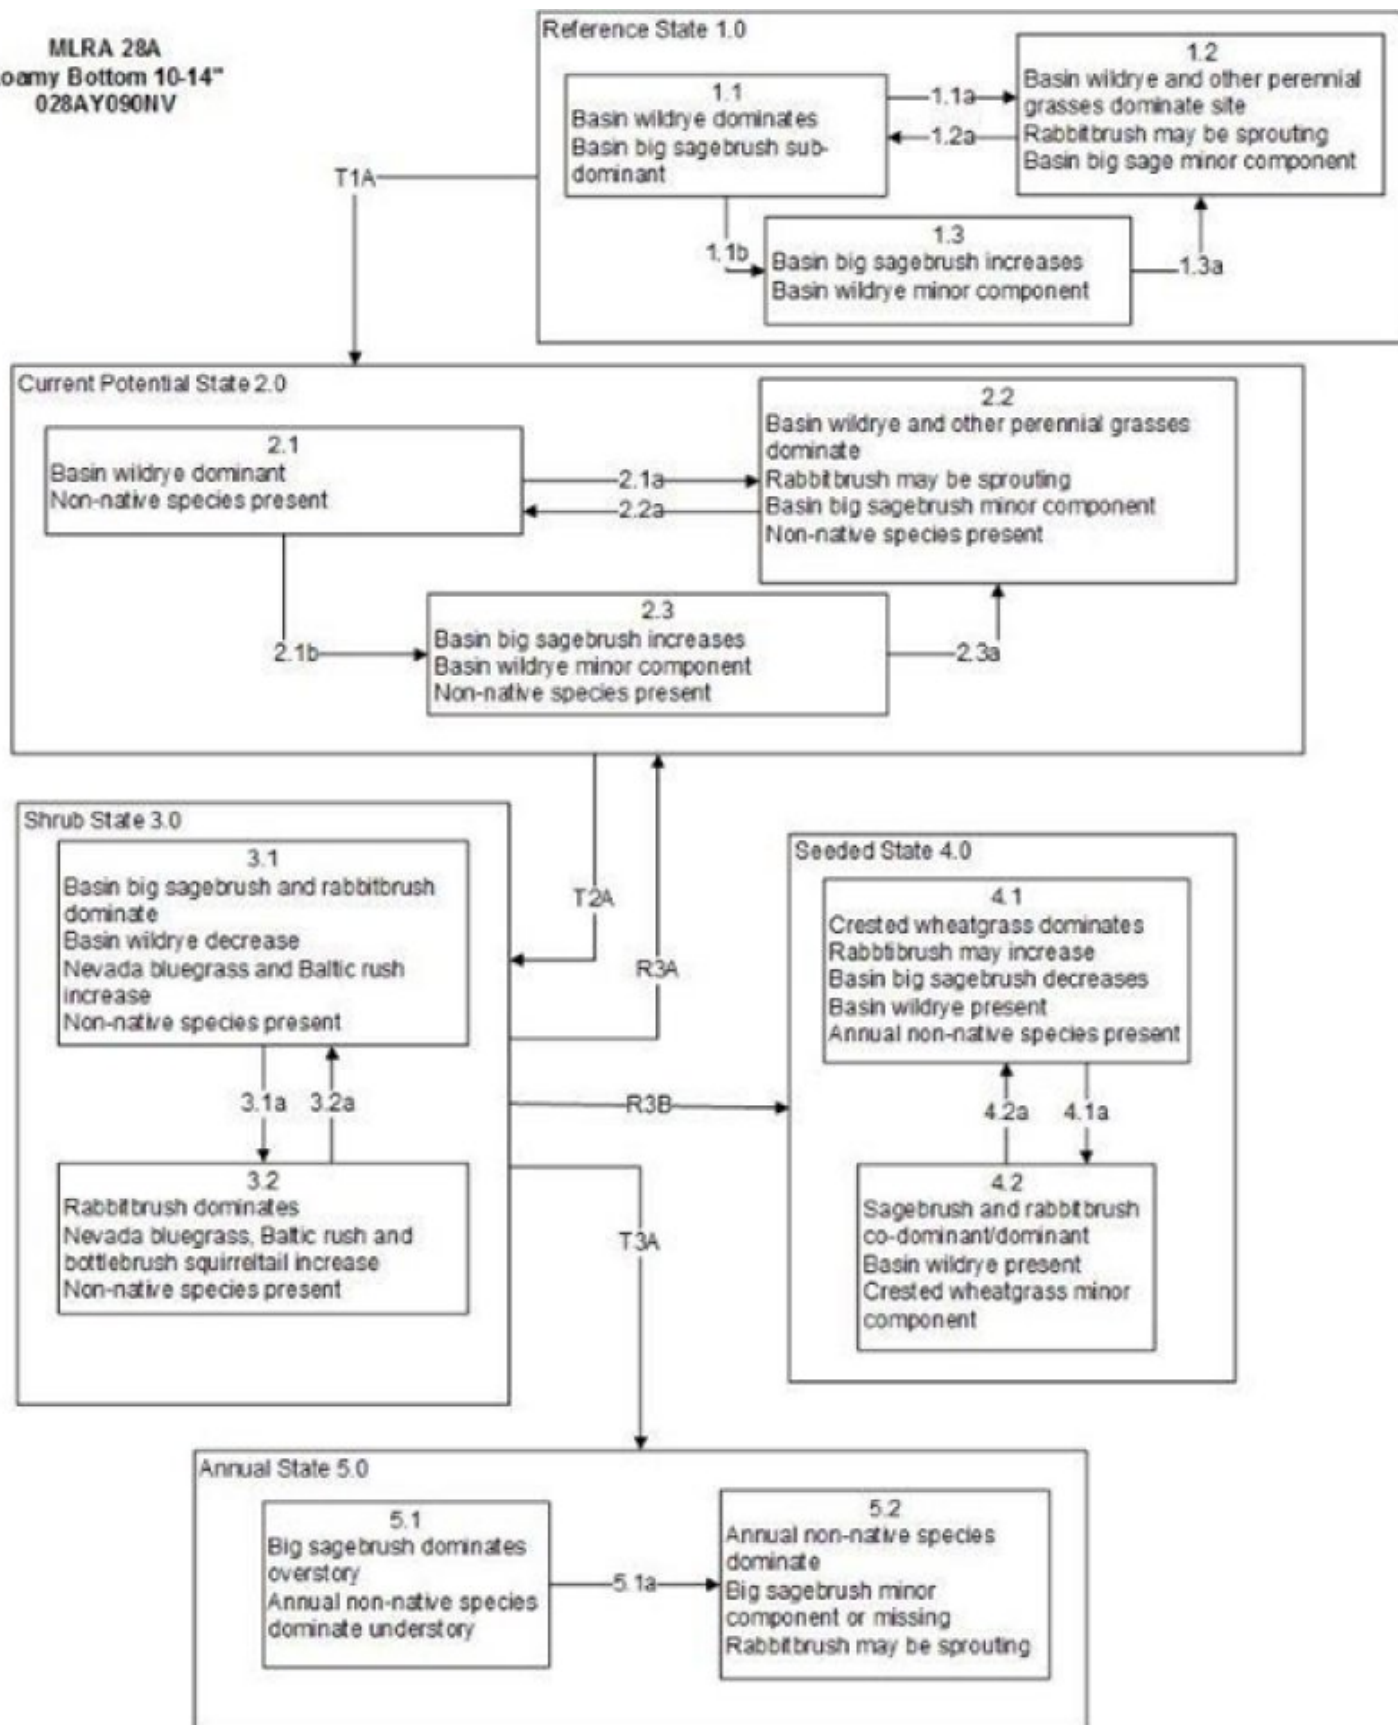 MLRA 28A
oamy Bottom 10-14"
028AY090NV
Reference State 1.0
1.1
Basin wildrye dominates
Basin big sagebrush sub-
dominant
1.1a
1.2a
1.2
Basin wildrye and other perennial
grasses dominate site
Rabbitbrush may be sprouting
Basin big sage minor component
1.1b
1.3
Basin big sagebrush increases
Basin wildrye minor component
1.3a
T1A
Current Potential State 2.0
2.1
Basin wildrye dominant
Non-native species present
2.1a
2.2a
2.2
Basin wildrye and other perennial grasses
dominate
Rabbitbrush may be sprouting
Basin big sagebrush minor component
Non-native species present
2.1b
2.3
Basin big sagebrush increases
Basin wildrye minor component
Non-native species present
2.3a
T2A
R3A
Shrub State 3.0
3.1
Basin big sagebrush and rabbitbrush
dominate
Basin wildrye decrease
Nevada bluegrass and Baltic rush
increase
Non-native species present
3.1a
3.2a
3.2
Rabbitbrush dominates
Nevada bluegrass, Baltic rush and
bottlebrush squirreltail increase
Non-native species present
R3B
T3A
Seeded State 4.0
4.1
Crested wheatgrass dominates
Rabbtibrush may increase
Basin big sagebrush decreases
Basin wildrye present
Annual non-native species present
4.2a
4.1a
4.2
Sagebrush and rabbitbrush
co-dominant/dominant
Basin wildrye present
Crested wheatgrass minor
component
Annual State 5.0
5.1
Big sagebrush dominates
overstory
Annual non-native species
dominate understory
5.1a
5.2
Annual non-native species
dominate
Big sagebrush minor
component or missing
Rabbitbrush may be sprouting